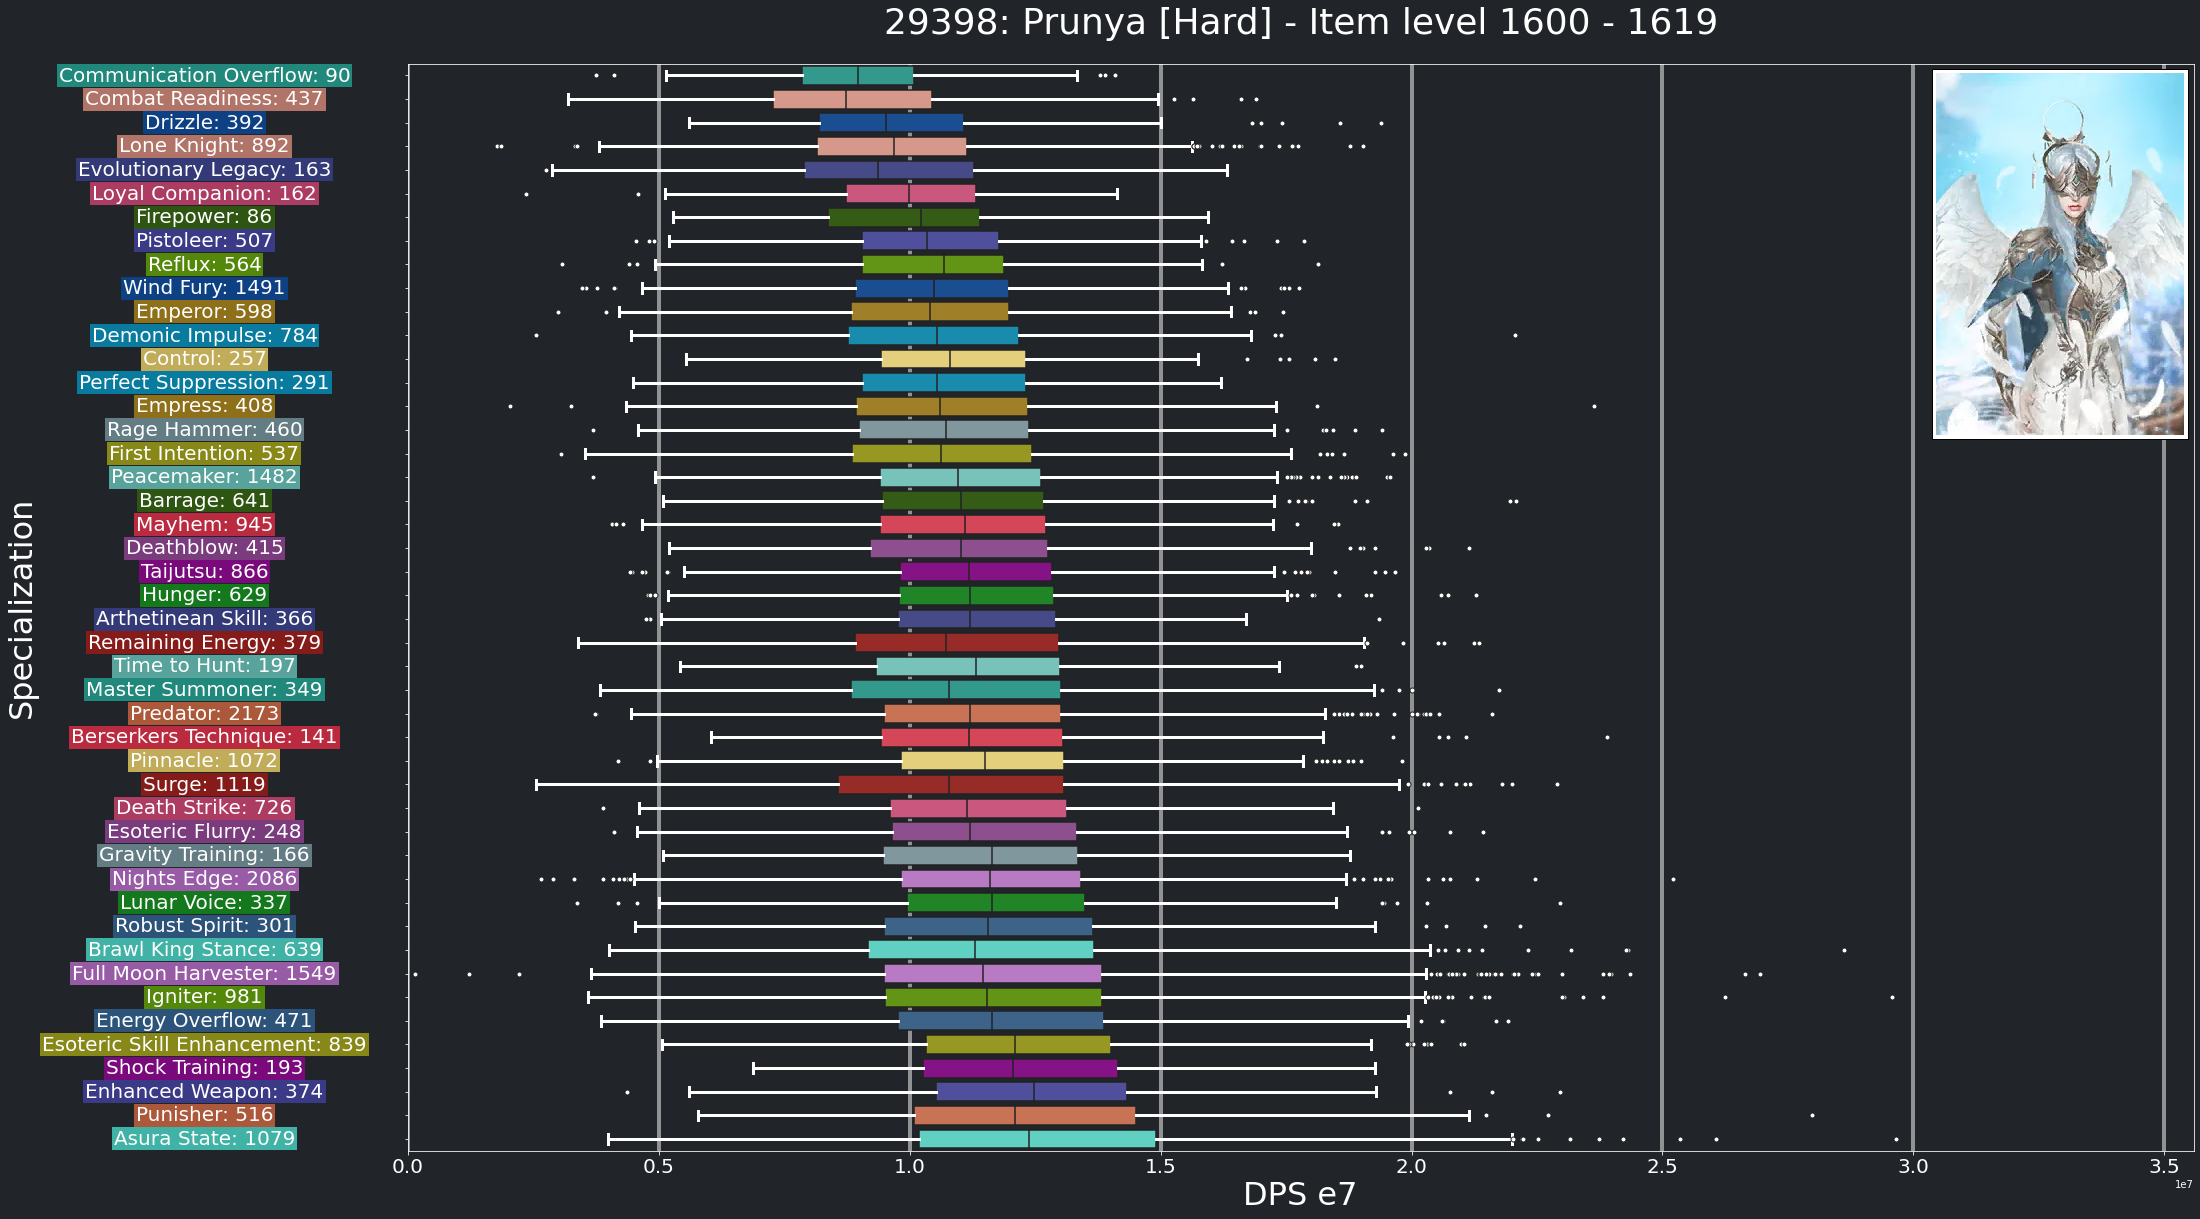 29398: Prunya [Hard] - Item level 1600 - 1619
Specialization
Communication Overflow: 90
Combat Readiness: 437
Drizzle: 392
Lone Knight: 892
Evolutionary Legacy: 163
Loyal Companion: 162
Firepower: 86
Pistoleer: 507
Reflux: 564
Wind Fury: 1491
Emperor: 598
Demonic Impulse: 784
Control: 257
Perfect Suppression: 291
Empress: 408
Rage Hammer: 460
First Intention: 537
Peacemaker: 1482
Barrage: 641
Mayhem: 945
Deathblow: 415
Taijutsu: 866
Hunger: 629
Arthetinean Skill: 366
Remaining Energy: 379
Time to Hunt: 197
Master Summoner: 349
Predator: 2173
Berserkers Technique: 141
Pinnacle: 1072
Surge: 1119
Death Strike: 726
Esoteric Flurry: 248
Gravity Training: 166
Nights Edge: 2086
Lunar Voice: 337
Robust Spirit: 301
Brawl King Stance: 639
Full Moon Harvester: 1549
Igniter: 981
Energy Overflow: 471
Esoteric Skill Enhancement: 839
Shock Training: 193
Enhanced Weapon: 374
Punisher: 516
Asura State: 1079
0.0 0.5 1.0 1.5 2.0 2.5 3.0 3.5
1e7
DPS e7